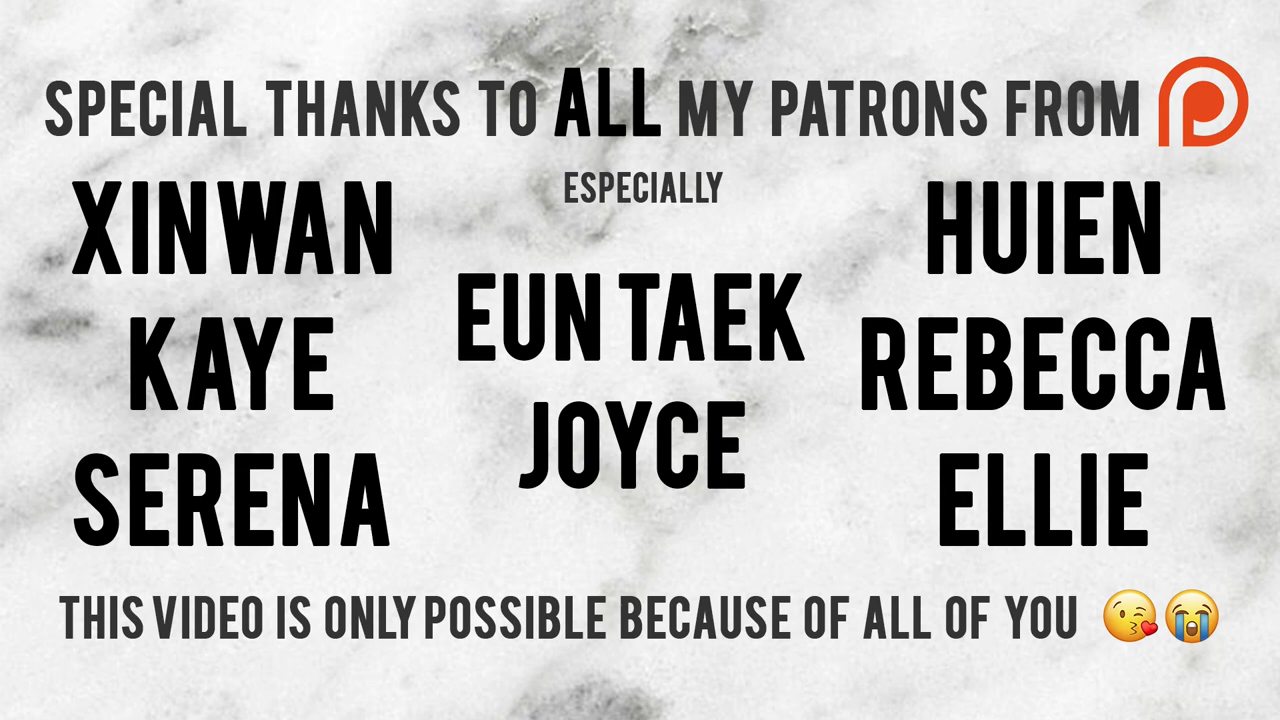 SPECIAL THANKS TO ALL MY PATRONS FROM
ESPECIALLY
XINWAN
KAYE
SERENA
EUN TAEK
JOYCE
HUIEN
REBECCA
ELLIE
THIS VIDEO IS ONLY POSSIBLE BECAUSE OF ALL OF YOU 😘😭